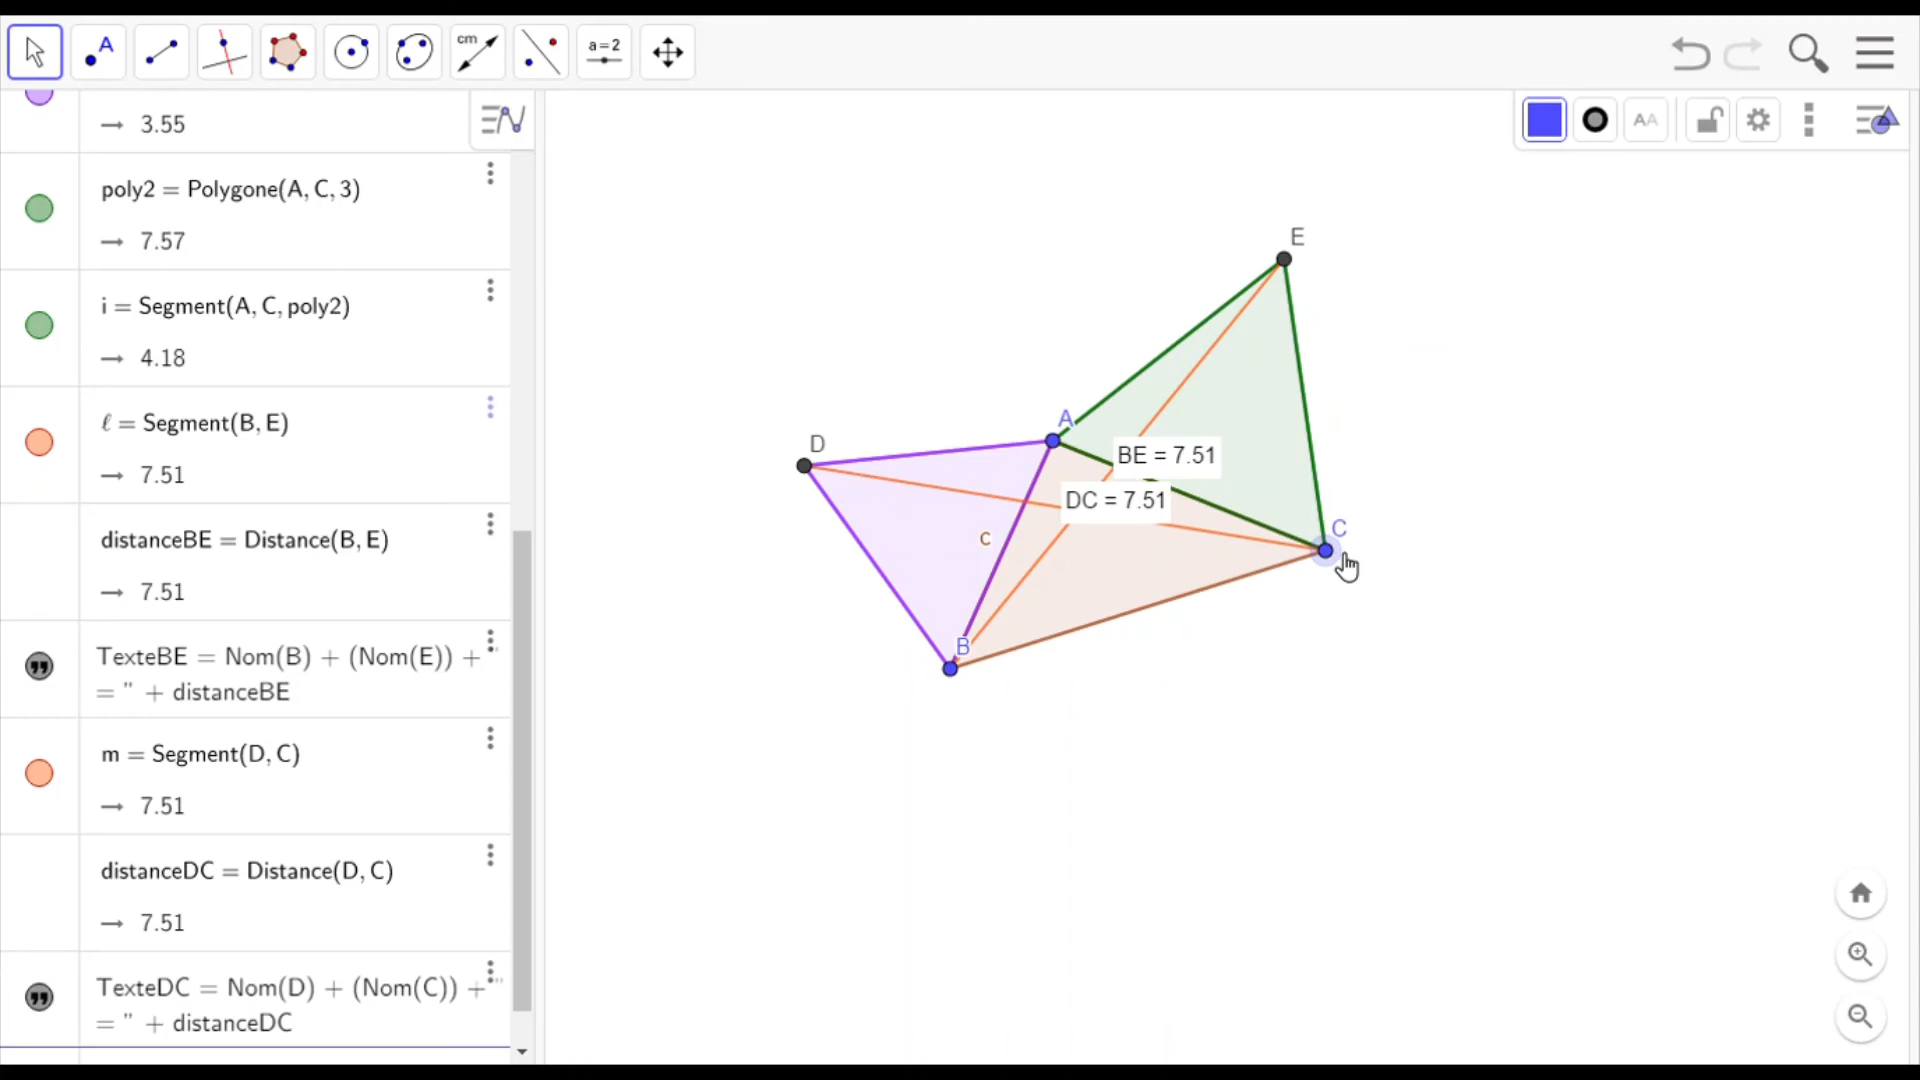 A
cm
a=2
→ 3.55
poly2 = Polygone(A, C, 3)
→ 7.57
i = Segment(A, C, poly2)
→ 4.18
ℓ = Segment(B, E)
→ 7.51
distanceBE = Distance(B, E)
→ 7.51
TexteBE = Nom(B) + (Nom(E)) +
= " + distanceBE
m = Segment(D, C)
→ 7.51
distanceDC = Distance(D, C)
→ 7.51
TexteDC = Nom(D) + (Nom(C)) +
= " + distanceDC
AA
E
A
D
BE = 7.51
DC = 7.51
C
c
B